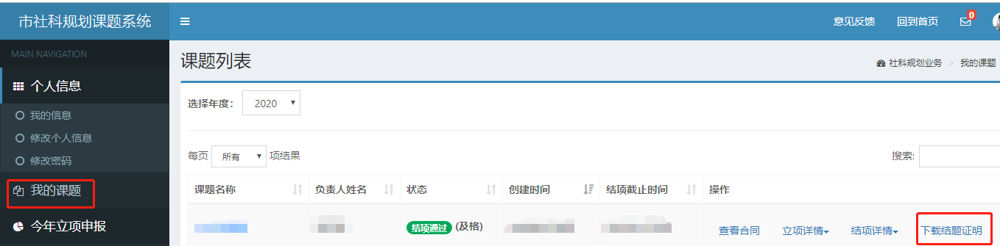 市社科规划课题系统
意见反馈 回到首页 0
MAIN NAVIGATION
个人信息
我的信息
修改个人信息
修改密码
我的课题
今年立项申报
课题列表
社科规划业务 > 我的课题
选择年度： 2020
每页 所有 项结果
搜索:
课题名称 负责人姓名 状态 创建时间 结项截止时间 操作
结项通过 (及格) 查看合同 立项详情 结项详情 下载结题证明